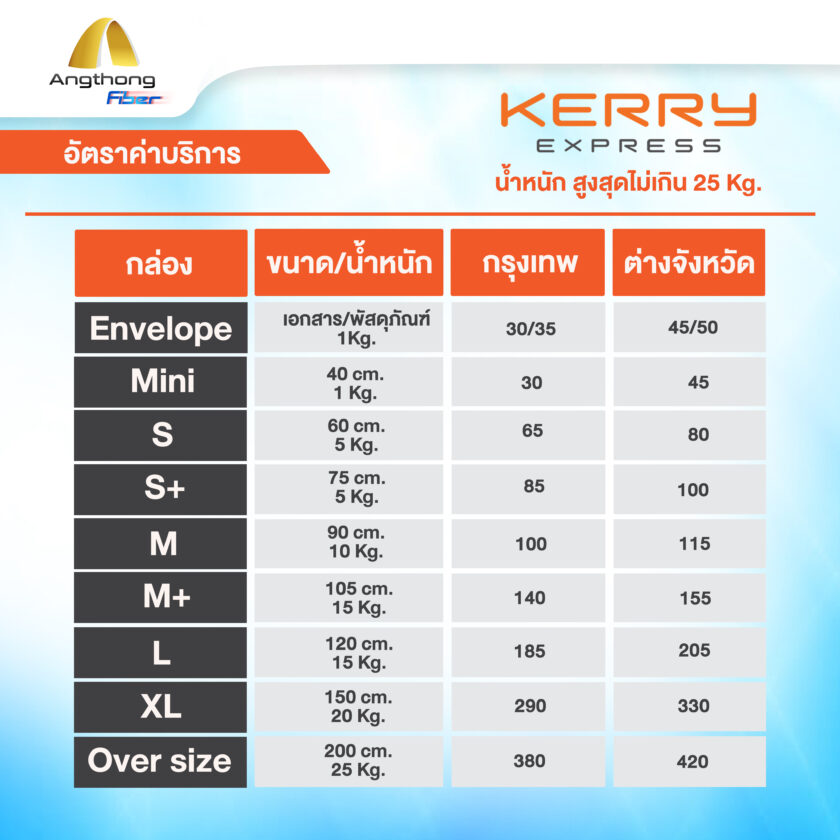 Angthong
Fiber
KERRY
EXPRESS
อัตราค่าบริการ
น้ำหนัก สูงสุดไม่เกิน 25 Kg.
กล่อง ขนาด/น้ำหนัก กรุงเทพ ต่างจังหวัด
Envelope เอกสาร/พัสดุภัณฑ์ 30/35 45/50
1Kg.
Mini 40 cm. 30 45
1 Kg.
S 60 cm. 65 80
5 Kg.
S+ 75 cm. 85 100
5 Kg.
M 90 cm. 100 115
10 Kg.
M+ 105 cm. 140 155
15 Kg.
L 120 cm. 185 205
15 Kg.
XL 150 cm. 290 330
20 Kg.
Over size 200 cm. 380 420
25 Kg.